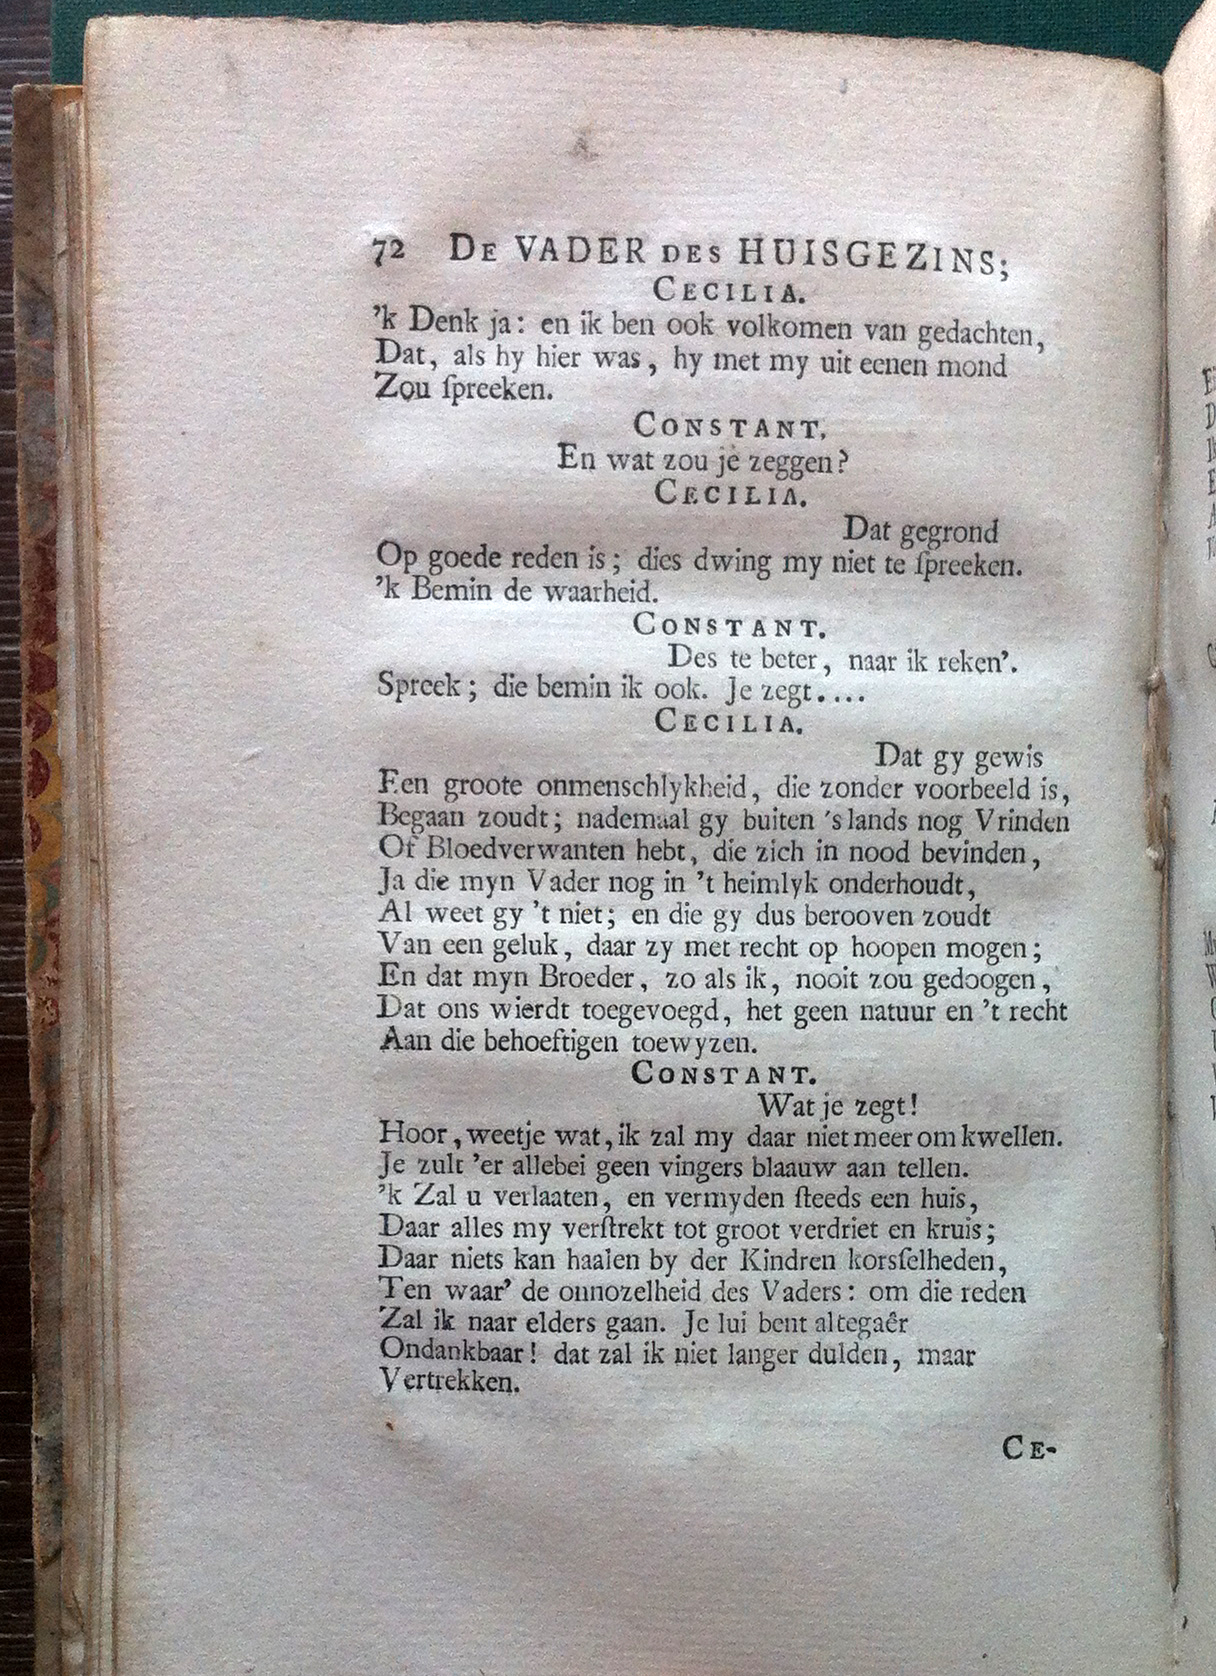 72 DE VADER DES HUISGEZINS;
CECILIA.
'k Denk ja: en ik ben ook volkomen van gedachten,
Dat, als hy hier was, hy met my uit eenen mond
Zou ſpreeken.
CONSTANT.
En wat zou je zeggen?
CECILIA.
Dat gegrond
Op goede reden is; dies dwing my niet te ſpreeken.
'k Bemin de waarheid.
CONSTANT.
Des te beter, naar ik reken'.
Spreek; die bemin ik ook. Je zegt....
CECILIA.
Dat gy gewis
Een groote onmenschlykheid, die zonder voorbeeld is,
Begaan zoudt; nademaal gy buiten 's lands nog Vrinden
Of Bloedverwanten hebt, die zich in nood bevinden,
Ja die myn Vader nog in 't heimlyk onderhoudt,
Al weet gy 't niet; en die gy dus berooven zoudt
Van een geluk, daar zy met recht op hoopen mogen;
En dat myn Broeder, zo als ik, nooit zou gedoogen,
Dat ons wierdt toegevoegd, het geen natuur en 't recht
Aan die behoeftigen toewyzen.
CONSTANT.
Wat je zegt!
Hoor, weetje wat, ik zal my daar niet meer om kwellen.
Je zult 'er allebei geen vingers blaauw aan tellen.
'k Zal u verlaaten, en vermyden ſteeds een huis,
Daar alles my verſtrekt tot groot verdriet en kruis;
Daar niets kan haalen by der Kindren korsſelheden,
Ten waar' de onnozelheid des Vaders: om die reden
Zal ik naar elders gaan. Je lui bent altegaêr
Ondankbaar! dat zal ik niet langer dulden, maar
Vertrekken.
CE-